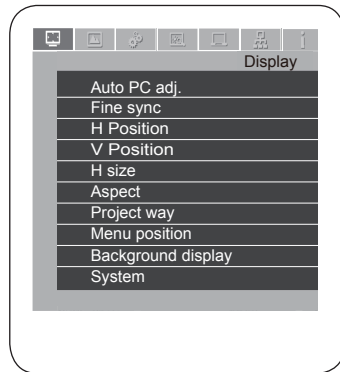 Display
Auto PC adj.
Fine sync
H Position
V Position
H size
Aspect
Project way
Menu position
Background display
System